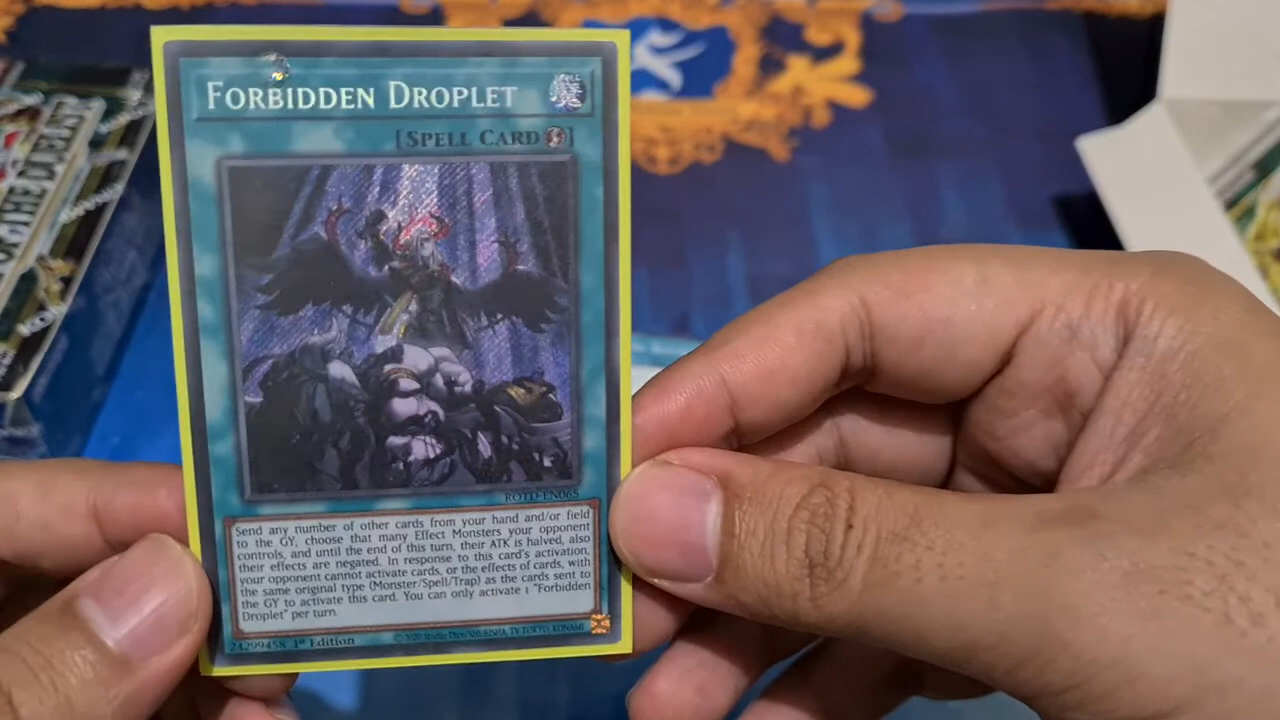 FORBIDDEN DROPLET
[SPELL CARD]
ROTD-EN065
Send any number of other cards from your hand and/or field
to the GY, choose that many Effect Monsters your opponent
controls, and until the end of this turn, their ATK is halved, also
their effects are negated. In response to this card's activation,
your opponent cannot activate cards, or the effects of cards, with
the same original type (Monster/Spell/Trap) as the cards sent to
the GY to activate this card. You can only activate 1 "Forbidden
Droplet" per turn.
24299458 1st Edition
©2020 Studio Dice/SHUEISHA, TV TOKYO, KONAMI